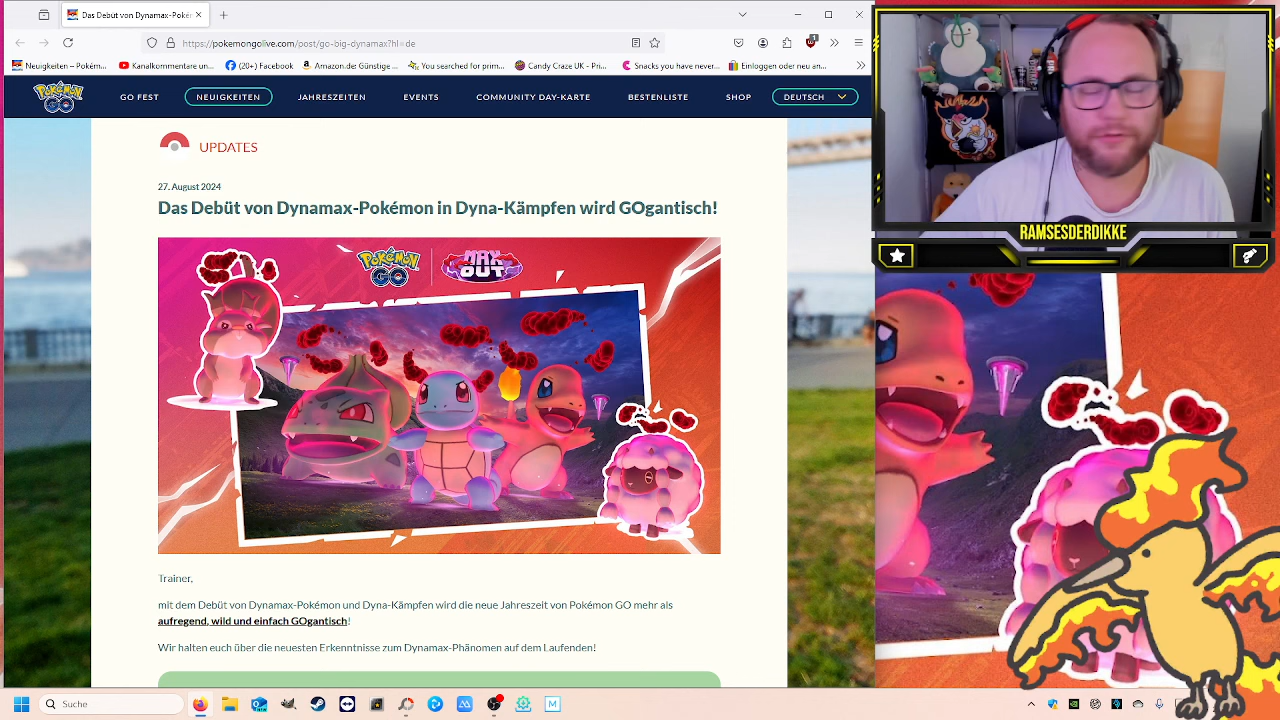 Das Debüt von Dynamax-Pokér
https://pokemongolive.com/post/go-big-dynamax?hl=de
1
Neuigkeiten – Pokém...
Kanalkommentare un...
(20+) Facebook
Amazon.de: Günstige ...
You searched for prim...
Candy Craze UK - Pri...
Snacks you have never...
Einloggen oder neu an...
POKÉMON GO
GO FEST
NEUIGKEITEN
JAHRESZEITEN
EVENTS
COMMUNITY DAY-KARTE
BESTENLISTE
SHOP
DEUTSCH
UPDATES
27. August 2024
Das Debüt von Dynamax-Pokémon in Dyna-Kämpfen wird GOgantisch!
POKÉMON GO
MAX OUT
Trainer,
mit dem Debüt von Dynamax-Pokémon und Dyna-Kämpfen wird die neue Jahreszeit von Pokémon GO mehr als
aufregend, wild und einfach GOgantisch!
Wir halten euch über die neuesten Erkenntnisse zum Dynamax-Phänomen auf dem Laufenden!
RAMSESDERDIKKE
Suche